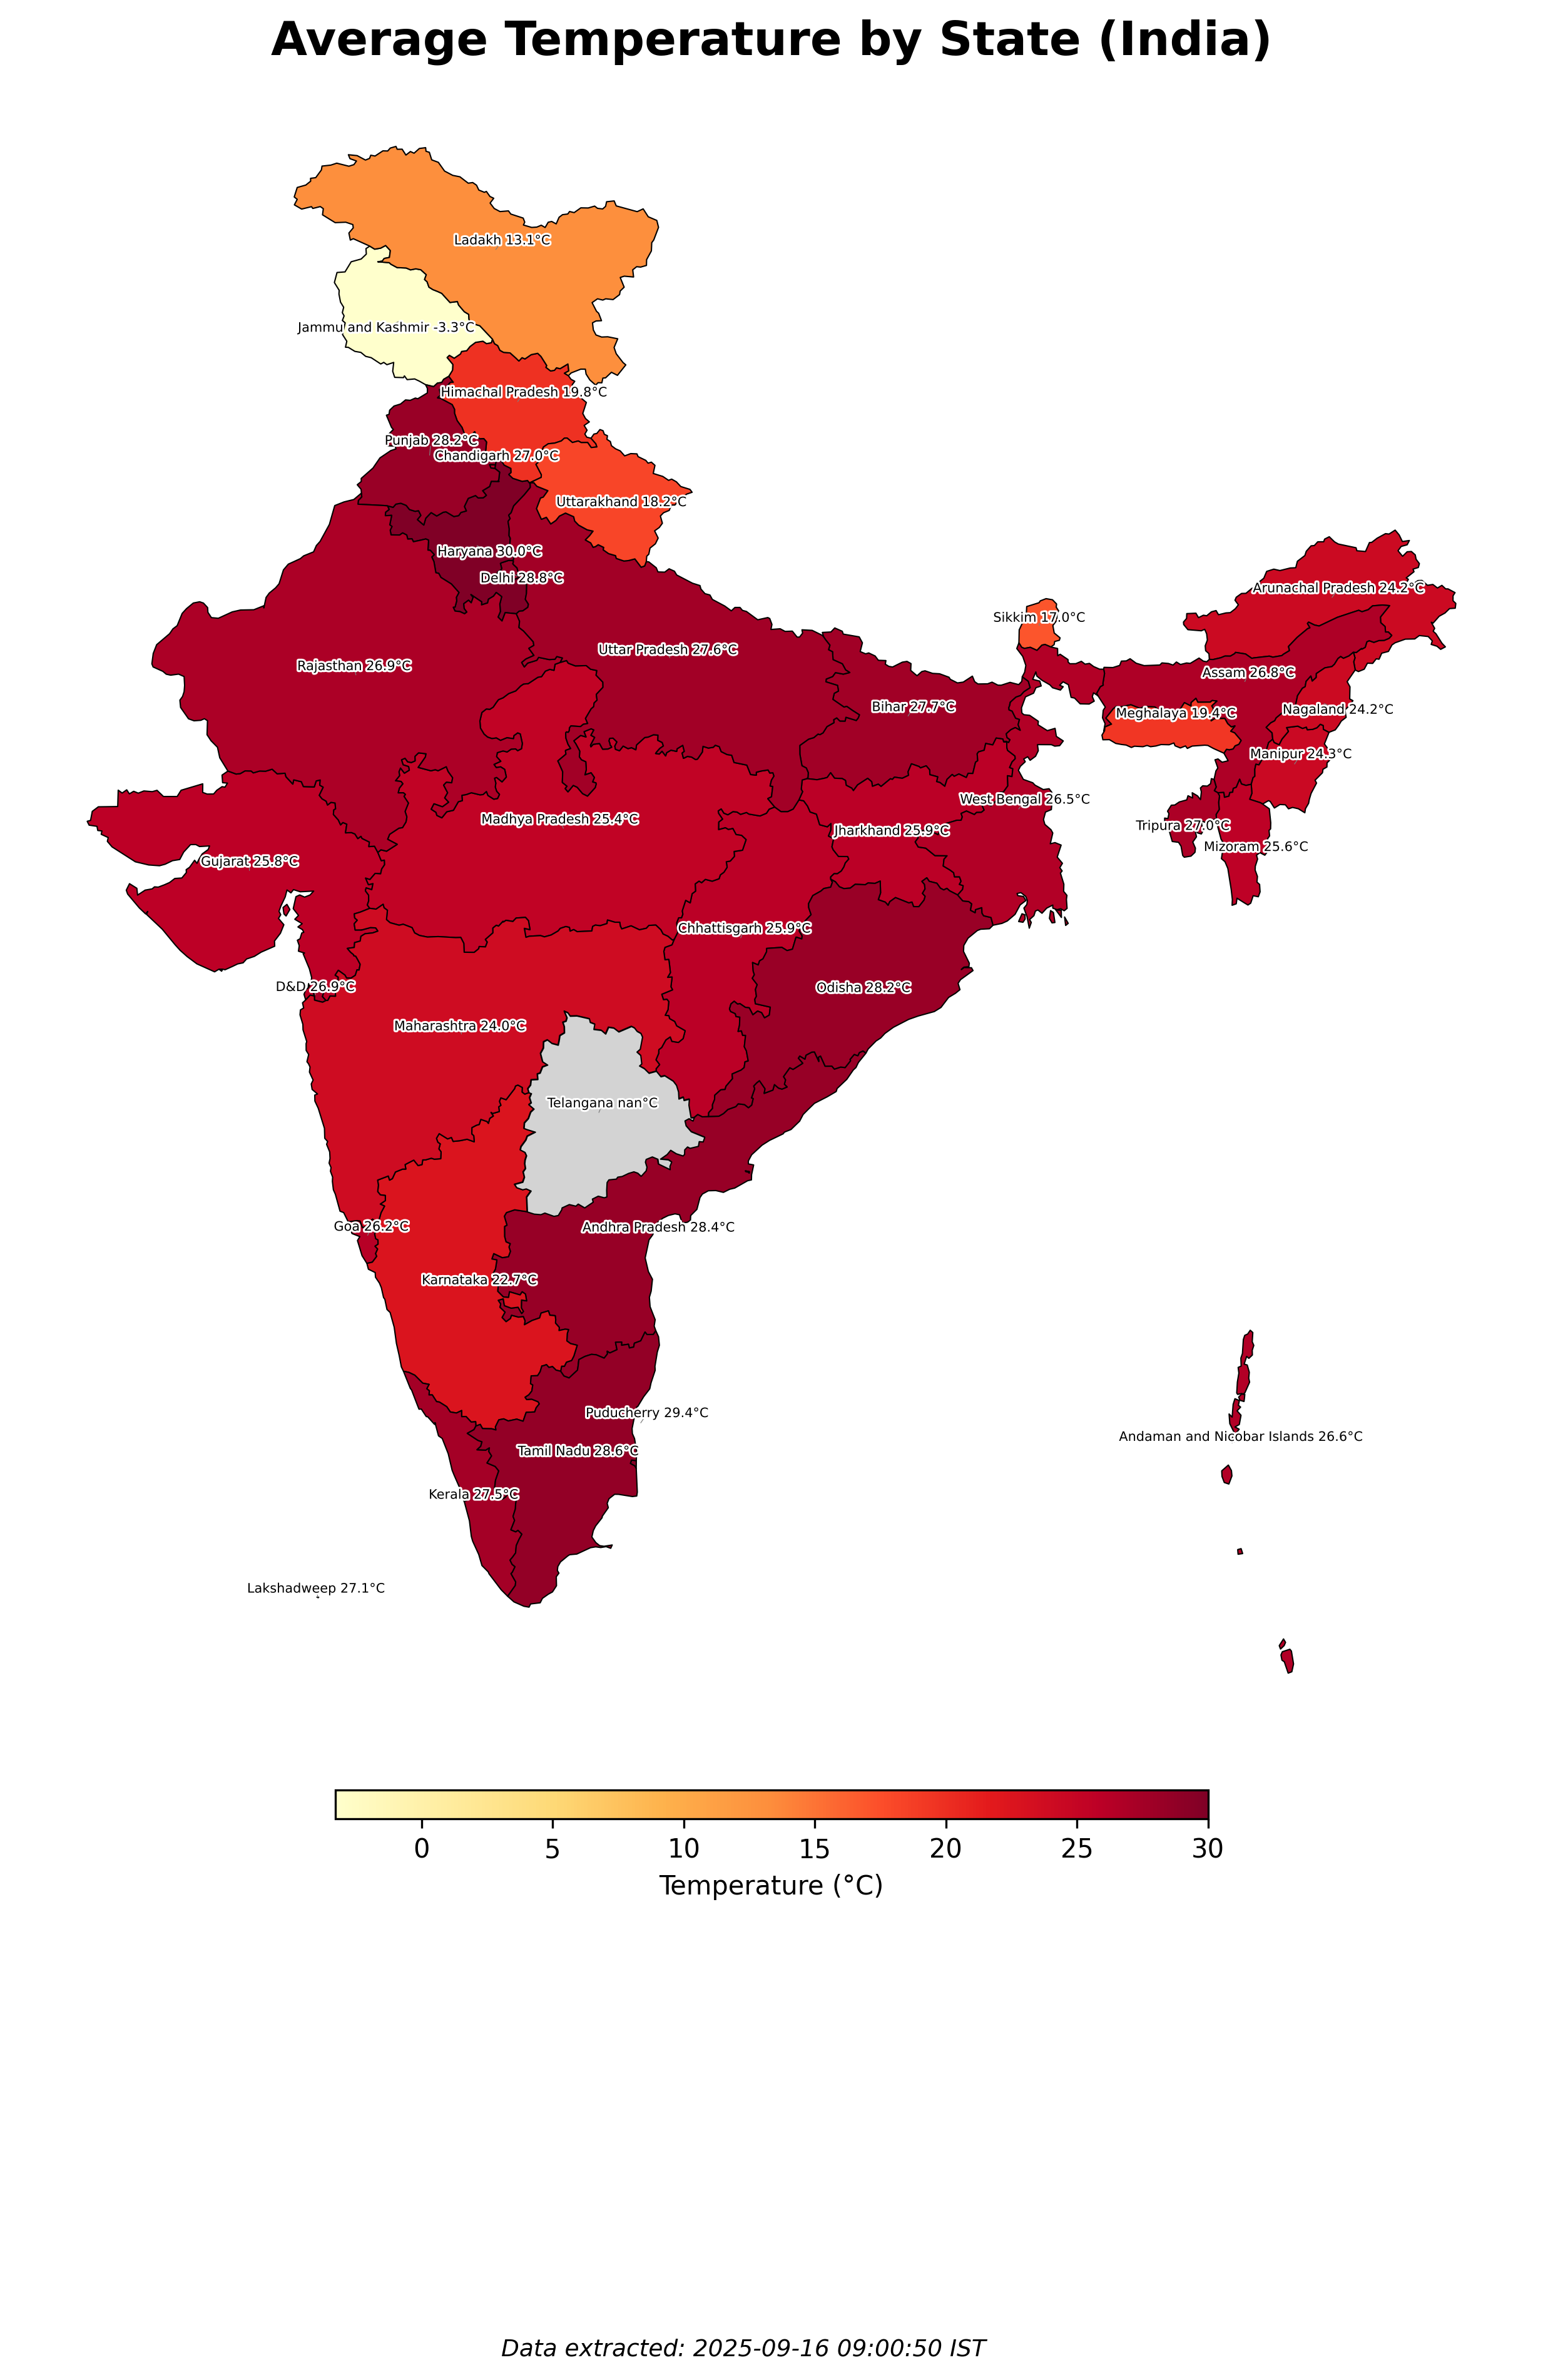 Average Temperature by State (India)
Ladakh 13.1°C
Jammu and Kashmir -3.3°C
Himachal Pradesh 19.8°C
Punjab 28.2°C
Chandigarh 27.0°C
Uttarakhand 18.2°C
Haryana 30.0°C
Delhi 28.8°C
Arunachal Pradesh 24.2°C
Sikkim 17.0°C
Uttar Pradesh 27.6°C
Rajasthan 26.9°C
Assam 26.8°C
Bihar 27.7°C
Nagaland 24.2°C
Meghalaya 19.4°C
Manipur 24.3°C
West Bengal 26.5°C
Madhya Pradesh 25.4°C
Tripura 27.0°C
Jharkhand 25.9°C
Mizoram 25.6°C
Gujarat 25.8°C
Chhattisgarh 25.9°C
D&D 26.9°C
Odisha 28.2°C
Maharashtra 24.0°C
Telangana nan°C
Goa 26.2°C
Andhra Pradesh 28.4°C
Karnataka 22.7°C
Puducherry 29.4°C
Andaman and Nicobar Islands 26.6°C
Tamil Nadu 28.6°C
Kerala 27.5°C
Lakshadweep 27.1°C
0 5 10 15 20 25 30
Temperature (°C)
Data extracted: 2025-09-16 09:00:50 IST